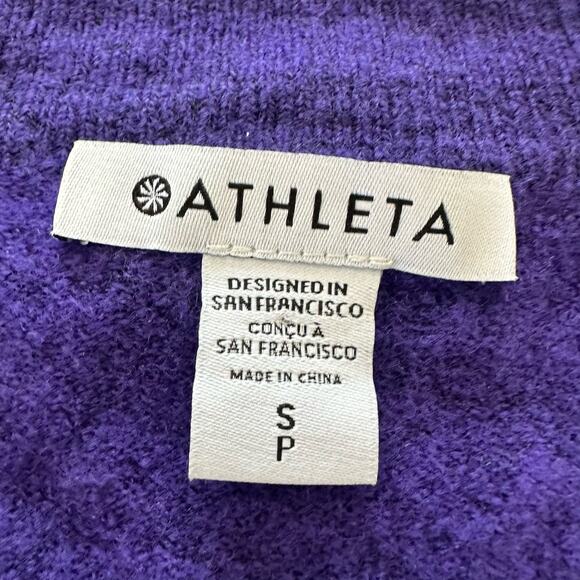 ATHLETA
DESIGNED IN
SAN FRANCISCO
CONÇU À
SAN FRANCISCO
MADE IN CHINA
S
P